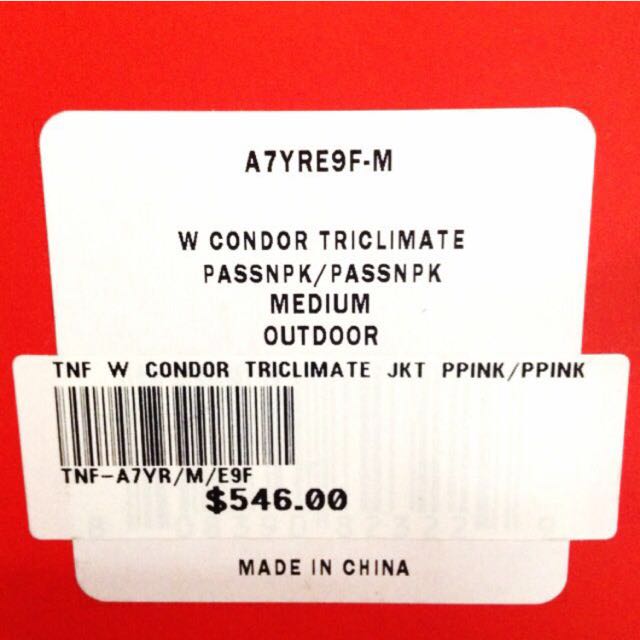 A7YRE9F-M
W CONDOR TRICLIMATE
PASSNPK/PASSNPK
MEDIUM
OUTDOOR
TNF W CONDOR TRICLIMATE JKT PPINK/PPINK
TNF-A7YR/M/E9F
$546.00
MADE IN CHINA